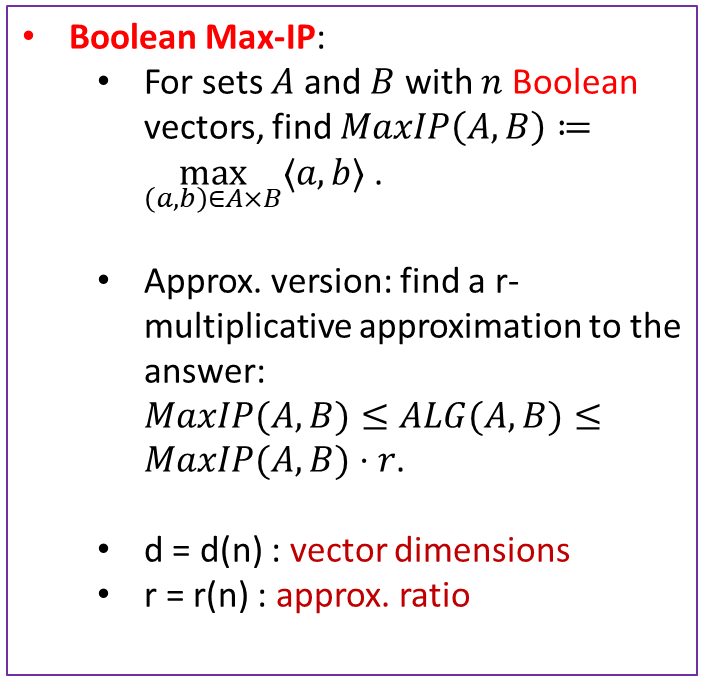 • Boolean Max-IP:
• For sets A and B with n Boolean
vectors, find MaxIP(A, B) ≔
max ⟨a, b⟩ .
(a,b)∈A×B
• Approx. version: find a r-
multiplicative approximation to the
answer:
MaxIP(A, B) ≤ ALG(A, B) ≤
MaxIP(A, B) · r.
• d = d(n) : vector dimensions
• r = r(n) : approx. ratio